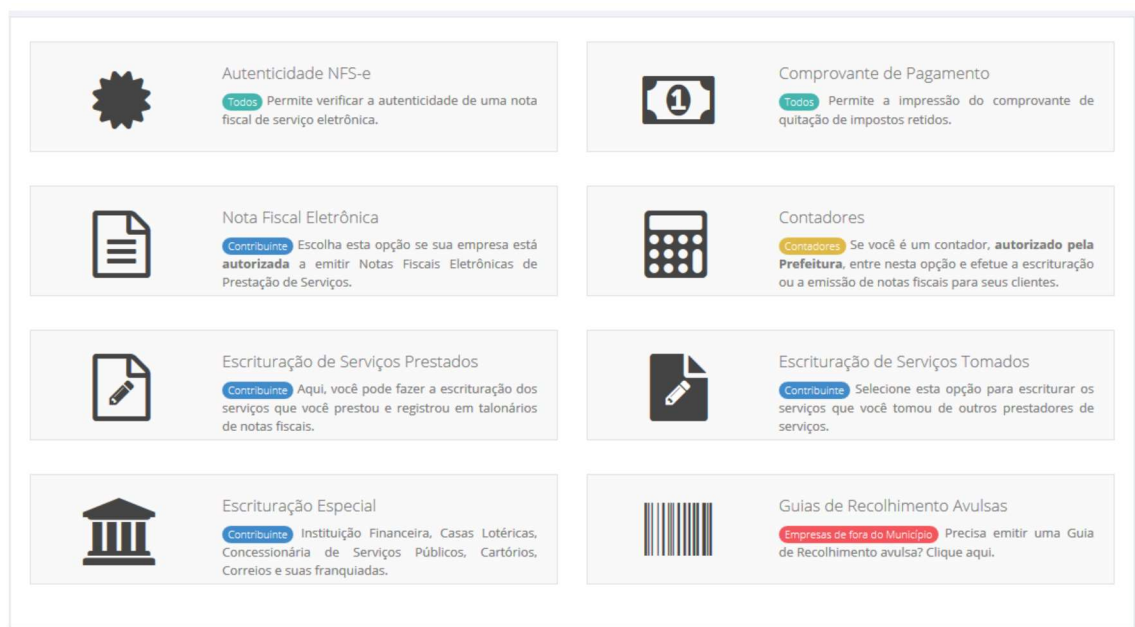 Autenticidade NFS-e
Todos Permite verificar a autenticidade de uma nota
fiscal de serviço eletrônica.
Comprovante de Pagamento
Todos Permite a impressão do comprovante de
quitação de impostos retidos.
Nota Fiscal Eletrônica
Contribuinte Escolha esta opção se sua empresa está
autorizada a emitir Notas Fiscais Eletrônicas de
Prestação de Serviços.
Contadores
Contadores Se você é um contador, autorizado pela
Prefeitura, entre nesta opção e efetue a escrituração
ou a emissão de notas fiscais para seus clientes.
Escrituração de Serviços Prestados
Contribuinte Aqui, você pode fazer a escrituração dos
serviços que você prestou e registrou em talonários
de notas fiscais.
Escrituração de Serviços Tomados
Contribuinte Selecione esta opção para escriturar os
serviços que você tomou de outros prestadores de
serviços.
Escrituração Especial
Contribuinte Instituição Financeira, Casas Lotéricas,
Concessionária de Serviços Públicos, Cartórios,
Correios e suas franquiadas.
Guias de Recolhimento Avulsas
Empresas de fora do Município Precisa emitir uma Guia
de Recolhimento avulsa? Clique aqui.
1